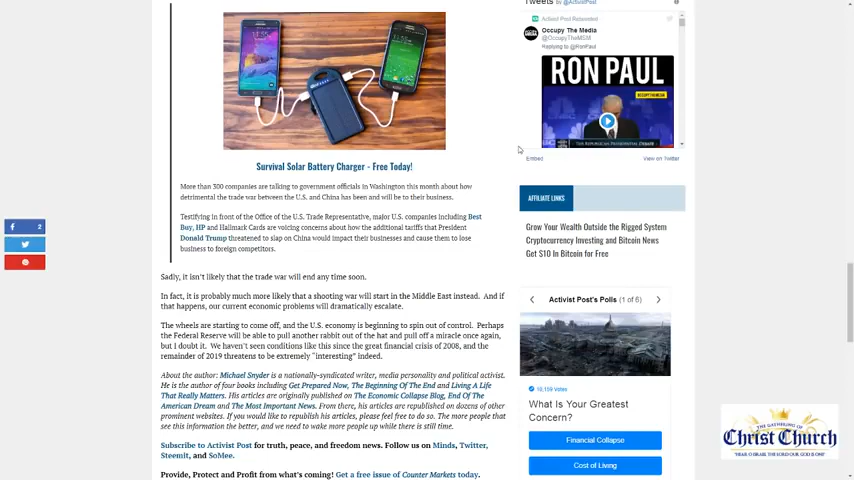 Survival Solar Battery Charger - Free Today!
More than 300 companies are talking to government officials in Washington this month about how
detrimental the trade war between the U.S. and China has been and will be to their business.
Testifying in front of the Office of the U.S. Trade Representative, major U.S. companies including Best
Buy, HP and Hallmark Cards are voicing concerns about how the additional tariffs that President
Donald Trump threatened to slap on China would impact their businesses and cause them to lose
business to foreign competitors.
Sadly, it isn't likely that the trade war will end any time soon.
In fact, it is probably much more likely that a shooting war will start in the Middle East instead. And if
that happens, our current economic problems will dramatically escalate.
The wheels are starting to come off, and the U.S. economy is beginning to spin out of control. Perhaps
the Federal Reserve will be able to pull another rabbit out of the hat and pull off a miracle once again,
but I doubt it. We haven't seen conditions like this since the great financial crisis of 2008, and the
remainder of 2019 threatens to be extremely "interesting" indeed.
About the author: Michael Snyder is a nationally-syndicated writer, media personality and political activist.
He is the author of four books including Get Prepared Now, The Beginning Of The End and Living A Life
That Really Matters. His articles are originally published on The Economic Collapse Blog, End Of The
American Dream and The Most Important News. From there, his articles are republished on dozens of other
prominent websites. If you would like to republish his articles, please feel free to do so. The more people that
see this information the better, and we need to wake more people up while there is still time.
Subscribe to Activist Post for truth, peace, and freedom news. Follow us on Minds, Twitter,
Steemit, and SoMee.
Provide, Protect and Profit from what's coming! Get a free issue of Counter Markets today.
2
Tweets by @ActivistPost
Activist Post Retweeted
Occupy The Media
@OccupyTheMSM
Replying to @RonPaul
RON PAUL
Embed
View on Twitter
AFFILIATE LINKS
Grow Your Wealth Outside the Rigged System
Cryptocurrency Investing and Bitcoin News
Get $10 In Bitcoin for Free
Activist Post's Polls (1 of 6)
Votes
What Is Your Greatest
Concern?
Financial Collapse
Cost of Living
THE GATHERING OF
Christ Church
"HEAR, O ISRAEL: THE LORD OUR GOD IS ONE"